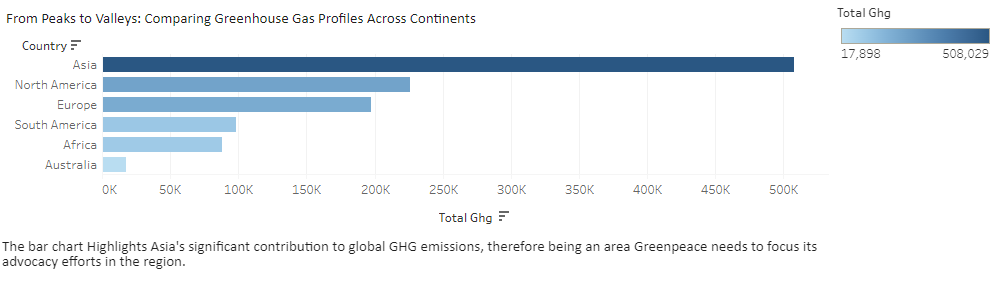 From Peaks to Valleys: Comparing Greenhouse Gas Profiles Across Continents
Country
Asia
North America
Europe
South America
Africa
Australia
0K 50K 100K 150K 200K 250K 300K 350K 400K 450K 500K
Total Ghg
The bar chart Highlights Asia's significant contribution to global GHG emissions, therefore being an area Greenpeace needs to focus its
advocacy efforts in the region.
Total Ghg
17,898 508,029